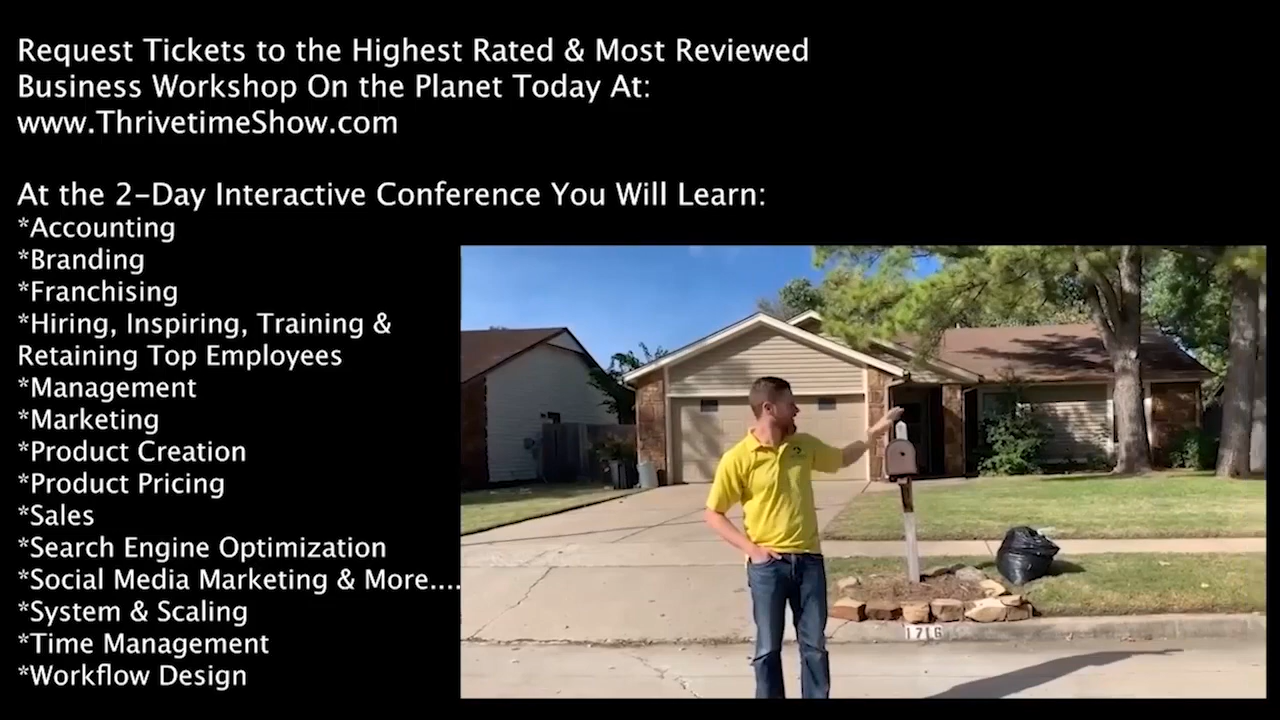 Request Tickets to the Highest Rated & Most Reviewed
Business Workshop On the Planet Today At:
www.ThrivetimeShow.com
At the 2-Day Interactive Conference You Will Learn:
*Accounting
*Branding
*Franchising
*Hiring, Inspiring, Training &
Retaining Top Employees
*Management
*Marketing
*Product Creation
*Product Pricing
*Sales
*Search Engine Optimization
*Social Media Marketing & More....
*System & Scaling
*Time Management
*Workflow Design
1716